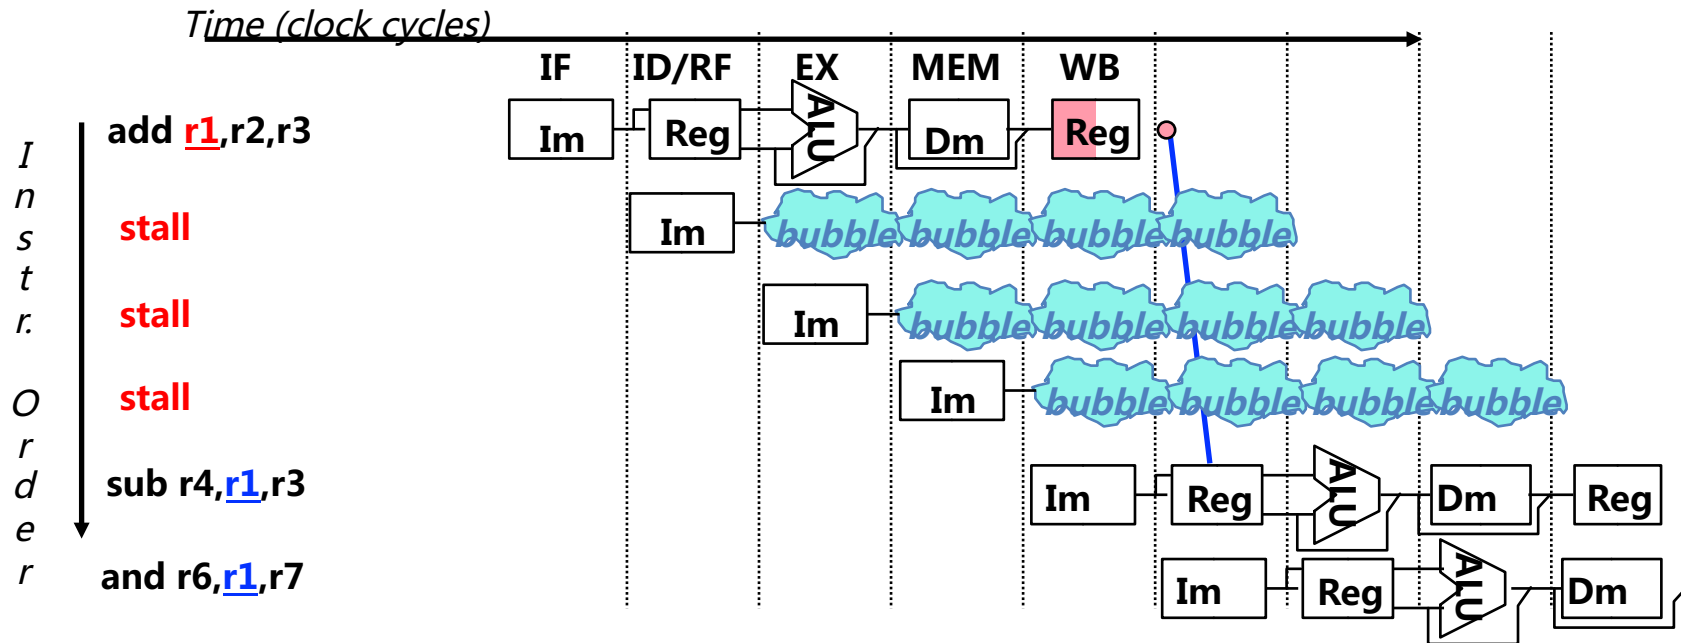 Time (clock cycles)
IF ID/RF EX MEM WB
Instr. Order
add r1,r2,r3 Im Reg ALU Dm Reg
stall Im bubble bubble bubble bubble
stall Im bubble bubble bubble bubble
stall Im bubble bubble bubble bubble
sub r4,r1,r3 Im Reg ALU Dm Reg
and r6,r1,r7 Im Reg ALU Dm